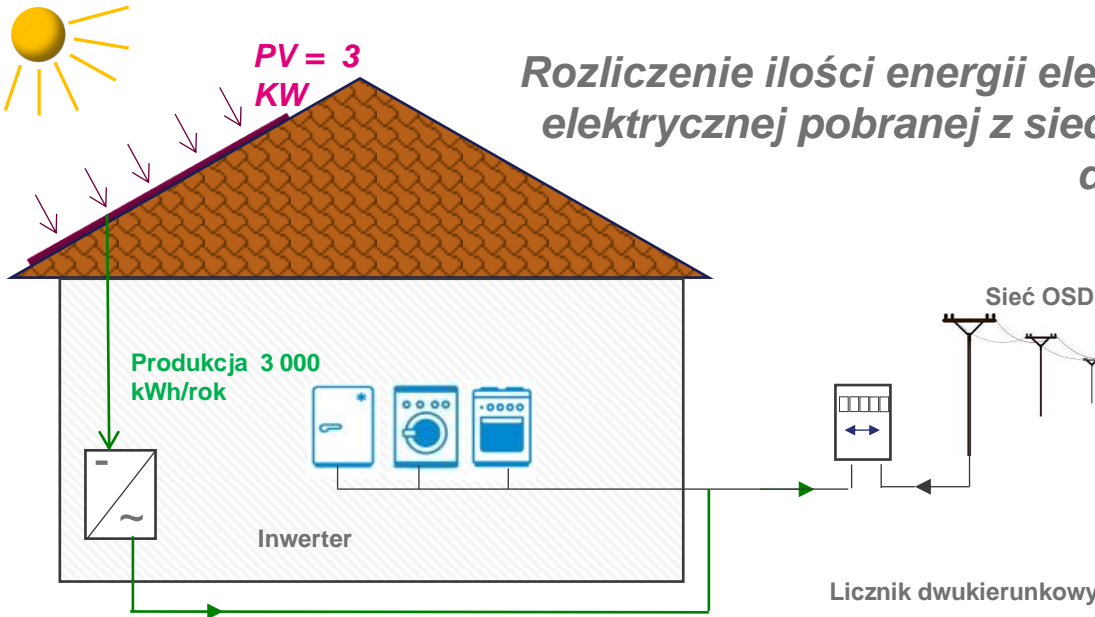 PV = 3
KW
Rozliczenie ilości energii ele
elektrycznej pobranej z siec
Sieć OSD
Produkcja 3 000
kWh/rok
Inwerter
Licznik dwukierunkowy